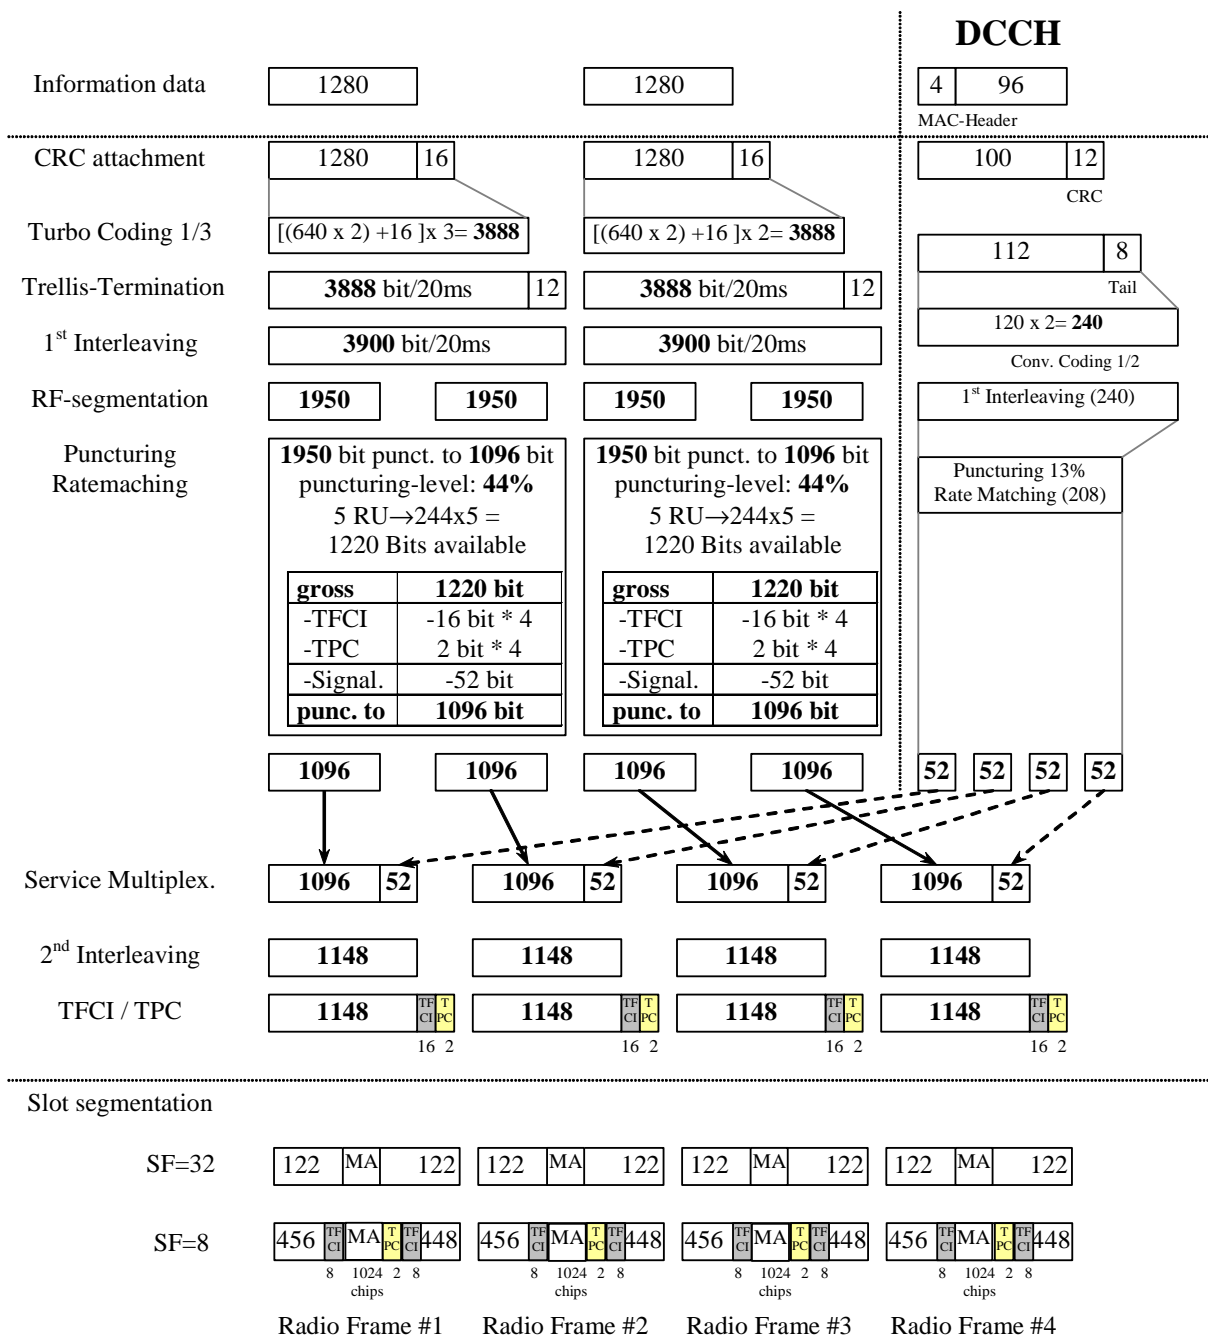 DCCH
Information data 1280 1280 4 96
MAC-Header
CRC attachment 1280 16 1280 16 100 12
CRC
Turbo Coding 1/3 [(640 x 2) +16 ]x 3= 3888 [(640 x 2) +16 ]x 2= 3888
112 8
Tail
Trellis-Termination 3888 bit/20ms 12 3888 bit/20ms 12
120 x 2= 240
Conv. Coding 1/2
1st Interleaving 3900 bit/20ms 3900 bit/20ms
RF-segmentation 1950 1950 1950 1950 1st Interleaving (240)
Puncturing
Ratemaching
1950 bit punct. to 1096 bit
puncturing-level: 44%
5 RU→244x5 =
1220 Bits available
gross 1220 bit
-TFCI -16 bit * 4
-TPC 2 bit * 4
-Signal. -52 bit
punc. to 1096 bit
1950 bit punct. to 1096 bit
puncturing-level: 44%
5 RU→244x5 =
1220 Bits available
gross 1220 bit
-TFCI -16 bit * 4
-TPC 2 bit * 4
-Signal. -52 bit
punc. to 1096 bit
Puncturing 13%
Rate Matching (208)
1096 1096 1096 1096 52 52 52 52
Service Multiplex. 1096 52 1096 52 1096 52 1096 52
2nd Interleaving 1148 1148 1148 1148
TFCI / TPC 1148 TFCI TPC 1148 TFCI TPC 1148 TFCI TPC 1148 TFCI TPC
16 2 16 2 16 2 16 2
Slot segmentation
SF=32 122 MA 122 122 MA 122 122 MA 122 122 MA 122
SF=8 456 TFCI MA TPC TFCI 448 456 TFCI MA TPC TFCI 448 456 TFCI MA TPC TFCI 448 456 TFCI MA TPC TFCI 448
8 1024 2 8 8 1024 2 8 8 1024 2 8 8 1024 2 8
chips chips chips chips
Radio Frame #1 Radio Frame #2 Radio Frame #3 Radio Frame #4